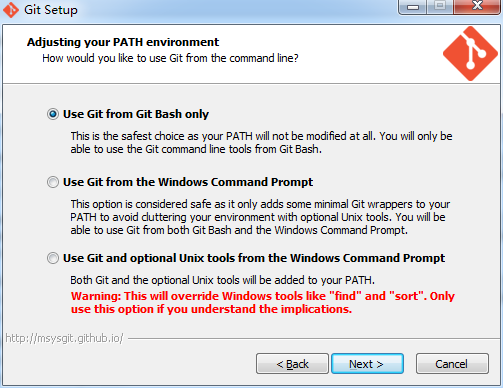 Git Setup
Adjusting your PATH environment
How would you like to use Git from the command line?
Use Git from Git Bash only
This is the safest choice as your PATH will not be modified at all. You will only
be able to use the Git command line tools from Git Bash.
Use Git from the Windows Command Prompt
This option is considered safe as it only adds some minimal Git wrappers to your
PATH to avoid cluttering your environment with optional Unix tools. You will be
able to use Git from both Git Bash and the Windows Command Prompt.
Use Git and optional Unix tools from the Windows Command Prompt
Both Git and the optional Unix tools will be added to your PATH.
Warning: This will override Windows tools like "find" and "sort". Only
use this option if you understand the implications.
http://msysgit.github.io/
< Back Next > Cancel